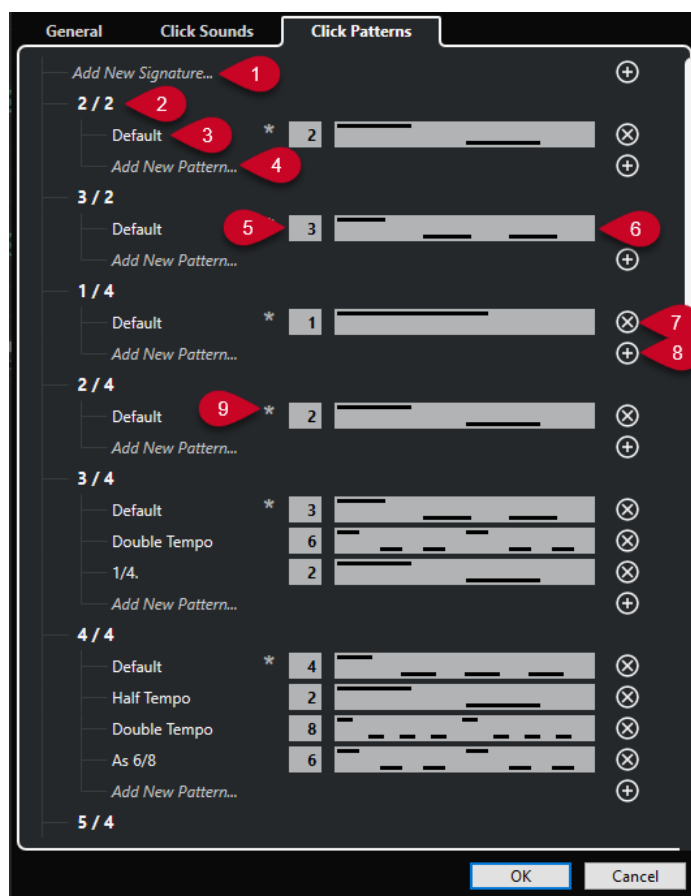 General Click Sounds Click Patterns
Add New Signature... 1
2 / 2 2
Default 3 * 2
Add New Pattern... 4
3 / 2
Default 5 3 6
Add New Pattern...
1 / 4
Default * 1 7
Add New Pattern... 8
2 / 4
Default 9 * 2
Add New Pattern...
3 / 4
Default * 3
Double Tempo 6
1/4. 2
Add New Pattern...
4 / 4
Default * 4
Half Tempo 2
Double Tempo 8
As 6/8 6
Add New Pattern...
5 / 4
OK Cancel